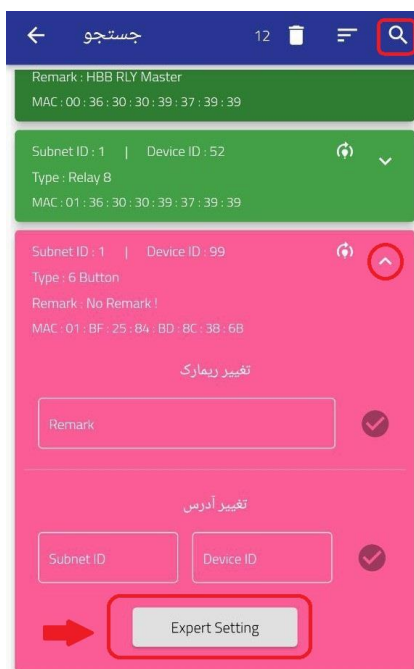 جستجو 12
Remark : HBB RLY Master
MAC : 00 : 36 : 30 : 30 : 39 : 37 : 39 : 39
Subnet ID : 1 | Device ID : 52
Type : Relay 8
MAC : 01 : 36 : 30 : 30 : 39 : 37 : 39 : 39
Subnet ID : 1 | Device ID : 99
Type : 6 Button
Remark : No Remark !
MAC : 01 : BF : 25 : 84 : BD : 8C : 38 : 6B
تغییر ریمارک
Remark
تغییر آدرس
Subnet ID Device ID
Expert Setting